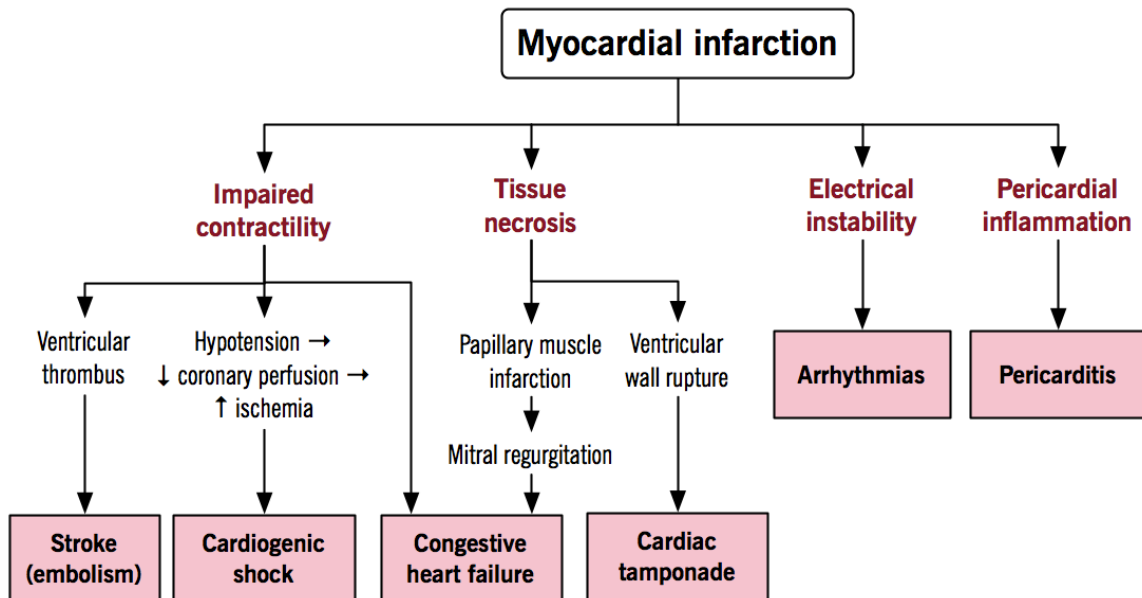 Myocardial infarction
Impaired
contractility
Tissue
necrosis
Electrical
instability
Pericardial
inflammation
Ventricular
thrombus
Hypotension →
↓ coronary perfusion →
↑ ischemia
Papillary muscle
infarction
Mitral regurgitation
Ventricular
wall rupture
Arrhythmias
Pericarditis
Stroke
(embolism)
Cardiogenic
shock
Congestive
heart failure
Cardiac
tamponade